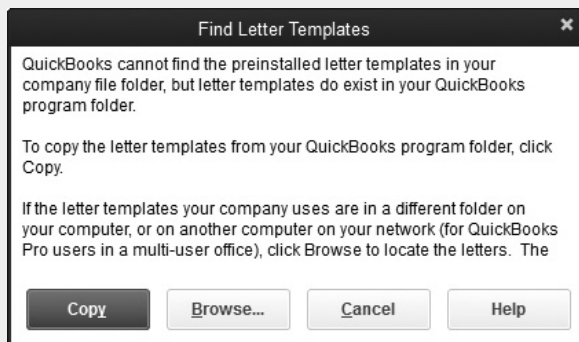 Find Letter Templates
QuickBooks cannot find the preinstalled letter templates in your
company file folder, but letter templates do exist in your QuickBooks
program folder.
To copy the letter templates from your QuickBooks program folder, click
Copy.
If the letter templates your company uses are in a different folder on
your computer, or on another computer on your network (for QuickBooks
Pro users in a multi-user office), click Browse to locate the letters. The
Copy Browse... Cancel Help